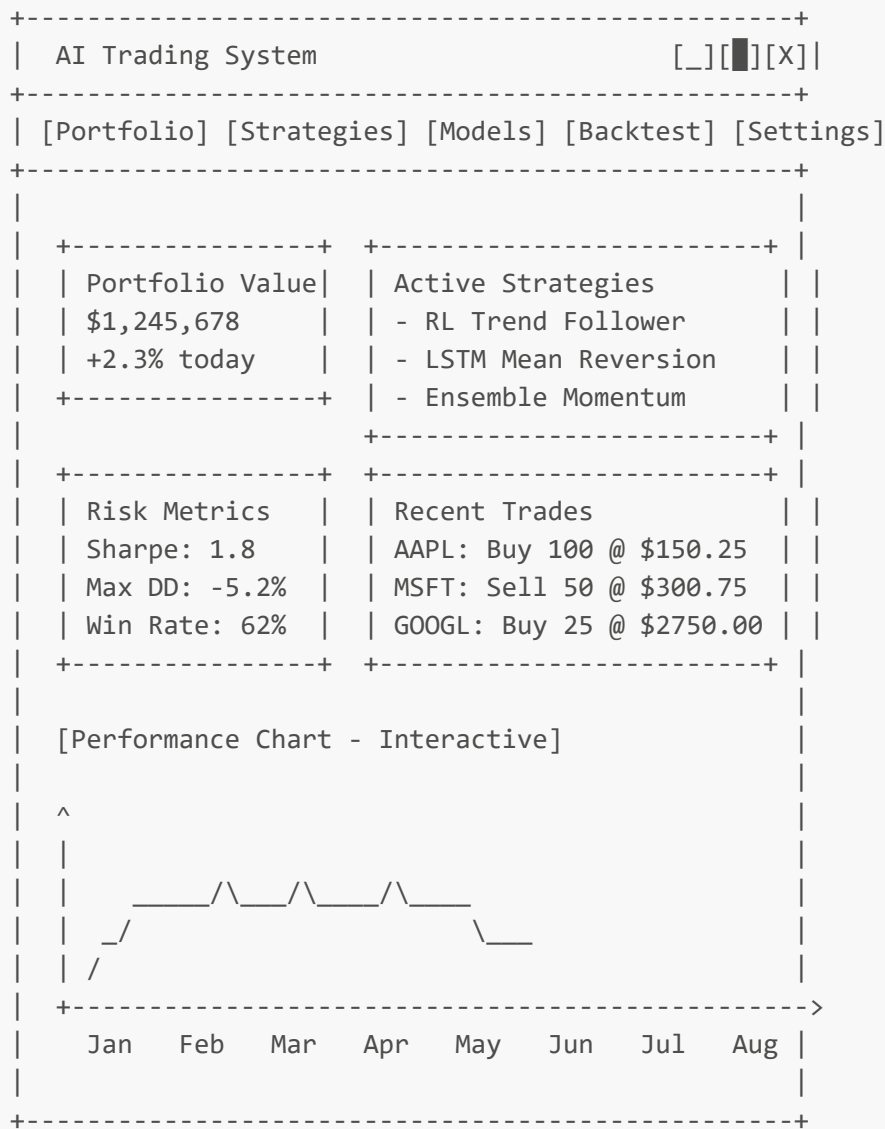 AI Trading System [_][█][X]
[Portfolio] [Strategies] [Models] [Backtest] [Settings]
Portfolio Value
$1,245,678
+2.3% today
Active Strategies
- RL Trend Follower
- LSTM Mean Reversion
- Ensemble Momentum
Risk Metrics
Sharpe: 1.8
Max DD: -5.2%
Win Rate: 62%
Recent Trades
AAPL: Buy 100 @ $150.25
MSFT: Sell 50 @ $300.75
GOOGL: Buy 25 @ $2750.00
[Performance Chart - Interactive]
Jan Feb Mar Apr May Jun Jul Aug